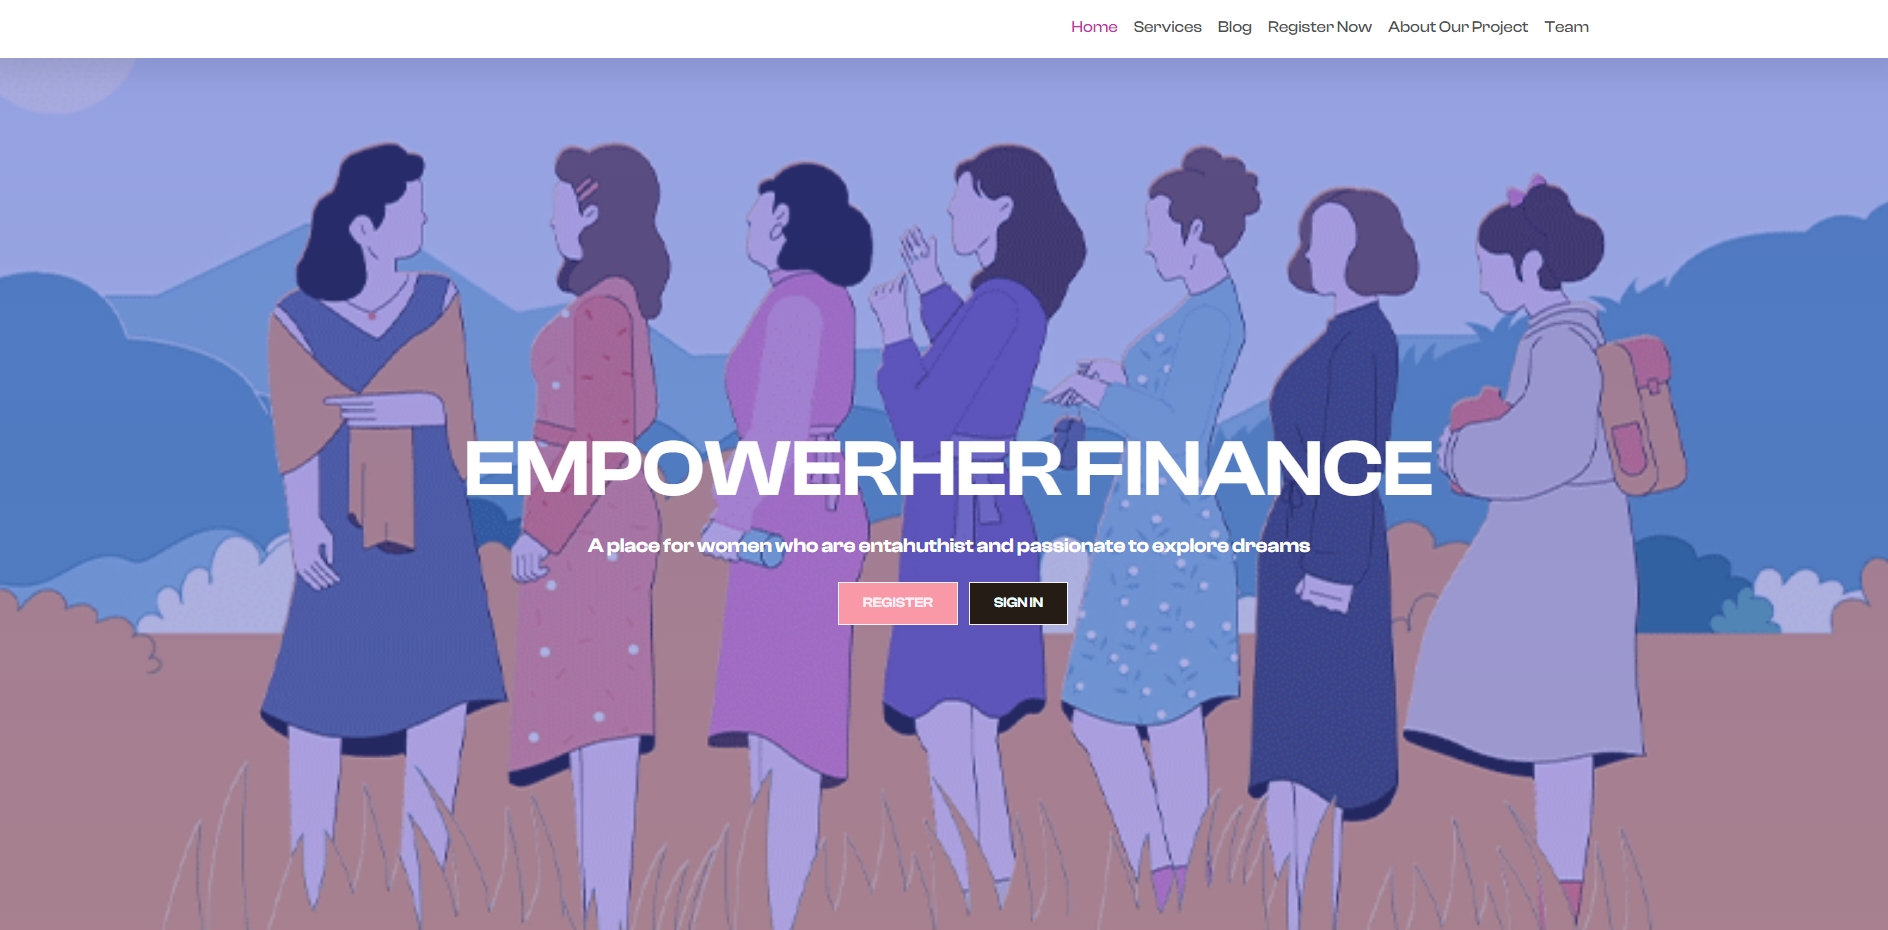 Home Services Blog Register Now About Our Project Team
EMPOWERHER FINANCE
A place for women who are entahuthist and passionate to explore dreams
REGISTER SIGN IN